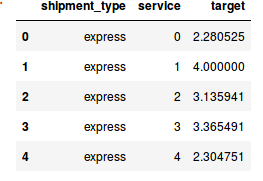 shipment_type service target
0 express 0 2.280525
1 express 1 4.000000
2 express 2 3.135941
3 express 3 3.365491
4 express 4 2.304751